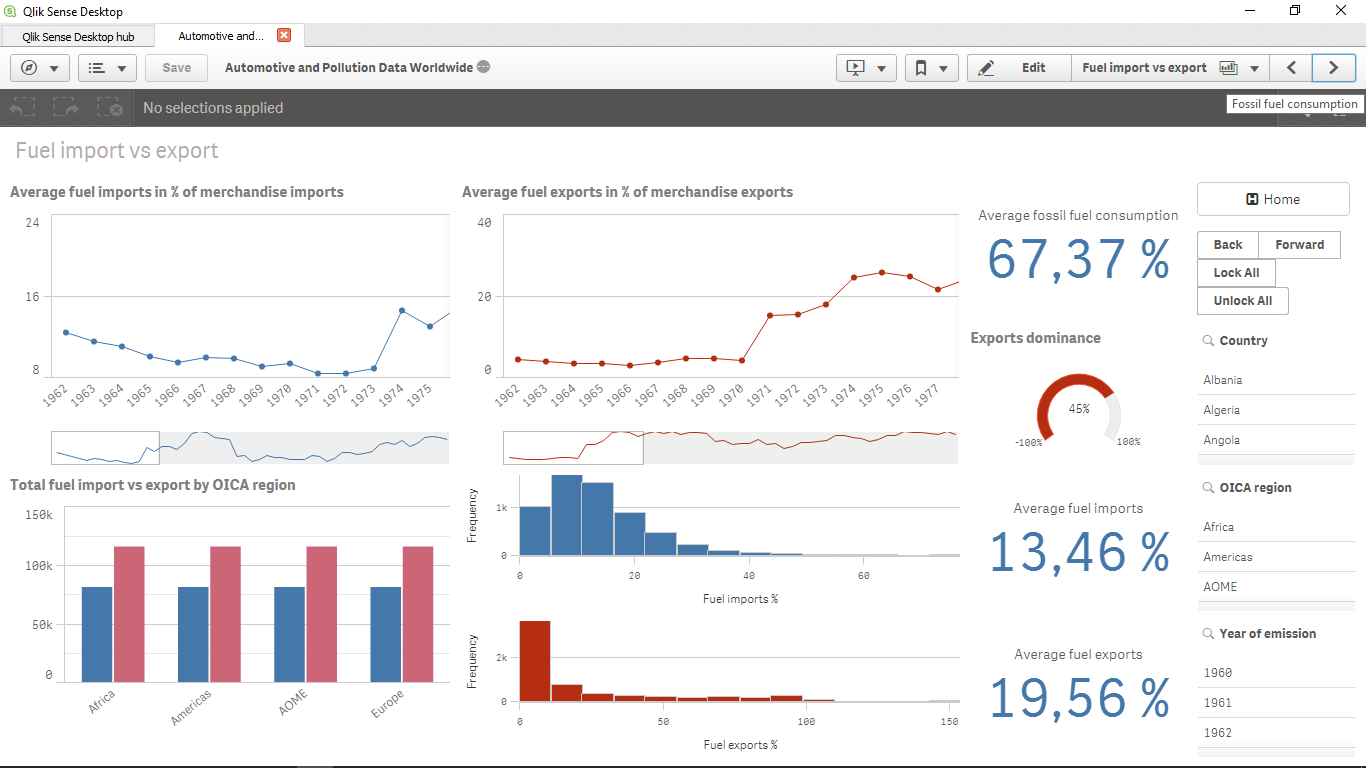 Qlik Sense Desktop
Qlik Sense Desktop hub
Automotive and...
Save
Automotive and Pollution Data Worldwide
Edit
Fuel import vs export
No selections applied
Fossil fuel consumption
Fuel import vs export
Average fuel imports in % of merchandise imports
24
16
8
1962 1963 1964 1965 1966 1967 1968 1969 1970 1971 1972 1973 1974 1975
Average fuel exports in % of merchandise exports
40
20
0
1962 1963 1964 1965 1966 1967 1968 1969 1970 1971 1972 1973 1974 1975 1976 1977
Average fossil fuel consumption
67,37 %
Exports dominance
45%
-100% 100%
Total fuel import vs export by OICA region
150k
100k
50k
0
Africa Americas AOME Europe
Frequency
1k
0
0 20 40 60
Fuel imports %
Frequency
2k
0
0 50 100 150
Fuel exports %
Average fuel imports
13,46 %
Average fuel exports
19,56 %
Home
Back Forward
Lock All
Unlock All
Country
Albania
Algeria
Angola
OICA region
Africa
Americas
AOME
Year of emission
1960
1961
1962